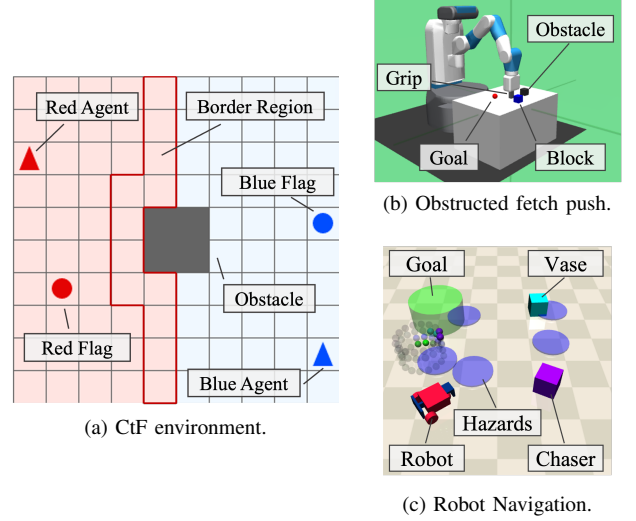 Red Agent
Border Region
Blue Flag
Obstacle
Red Flag
Blue Agent
(a) CtF environment.
Obstacle
Grip
Goal
Block
(b) Obstructed fetch push.
Goal
Vase
Hazards
Robot
Chaser
(c) Robot Navigation.